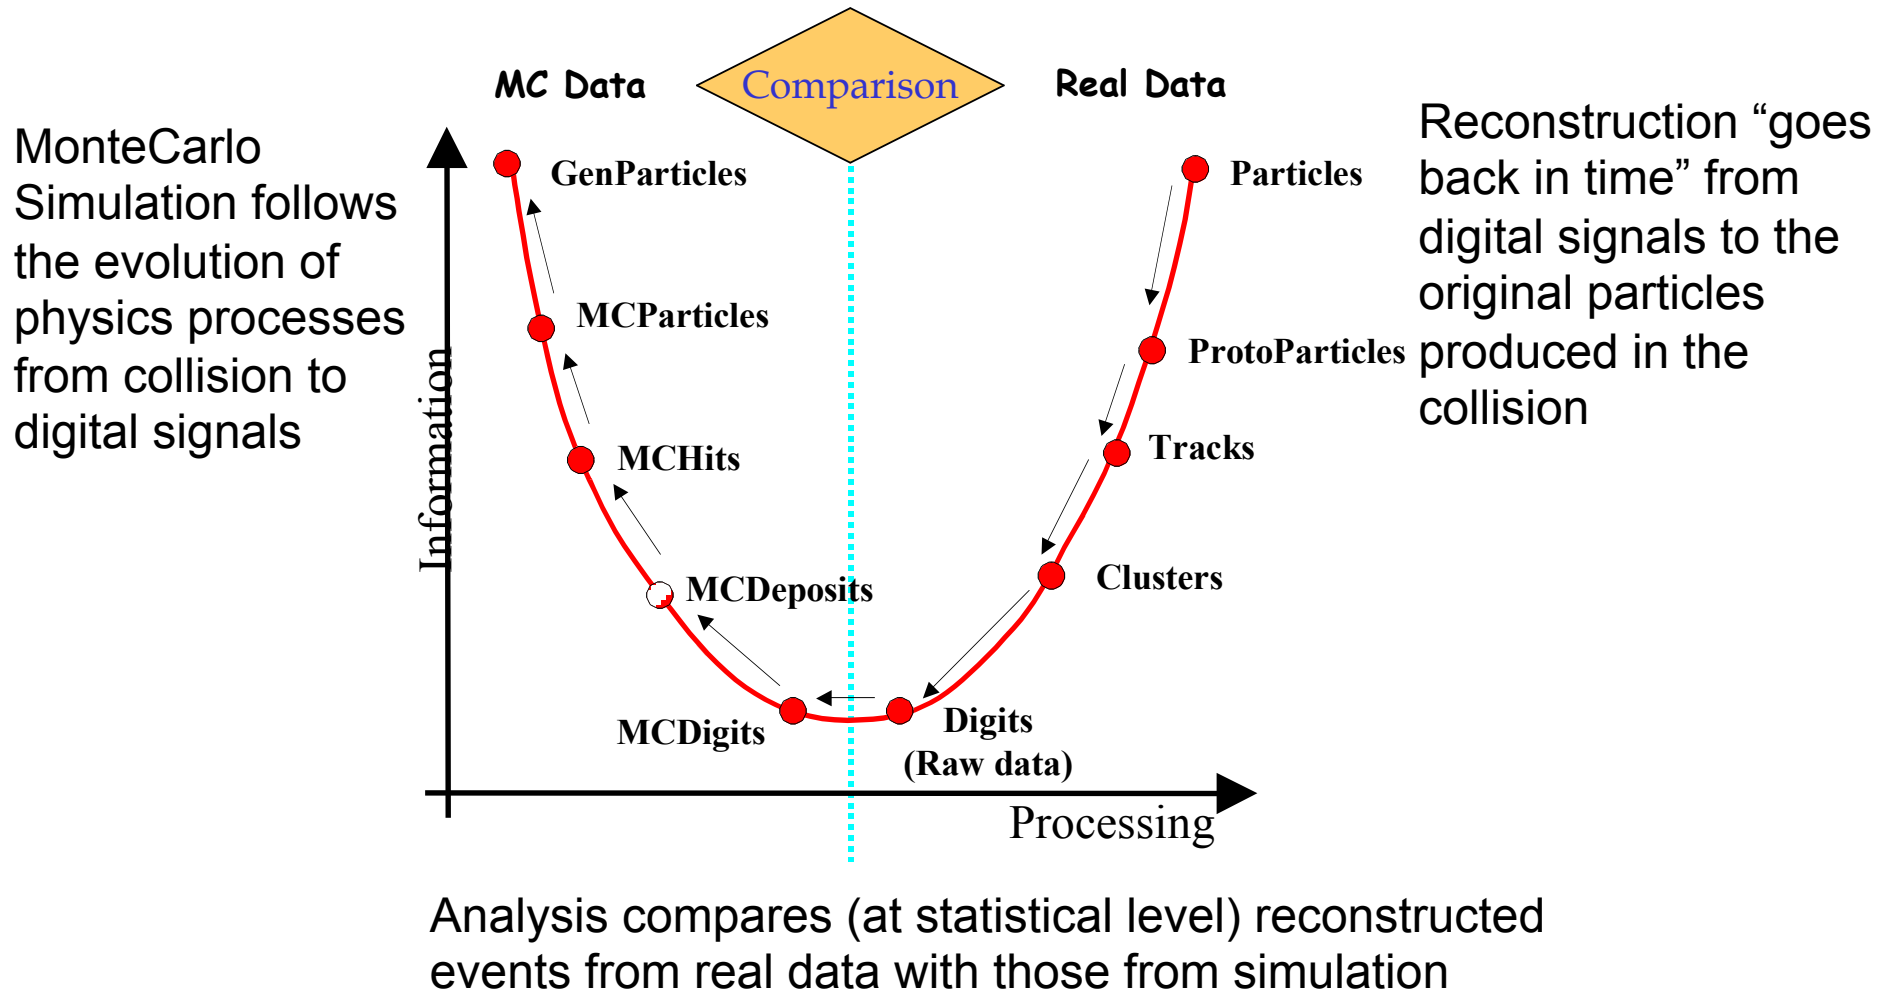 MC Data
Comparison
Real Data
MonteCarlo
Simulation follows
the evolution of
physics processes
from collision to
digital signals
Information
GenParticles
MCParticles
MCHits
MCDeposits
MCDigits
Particles
ProtoParticles
Tracks
Clusters
Digits
(Raw data)
Processing
Reconstruction “goes
back in time” from
digital signals to the
original particles
produced in the
collision
Analysis compares (at statistical level) reconstructed
events from real data with those from simulation